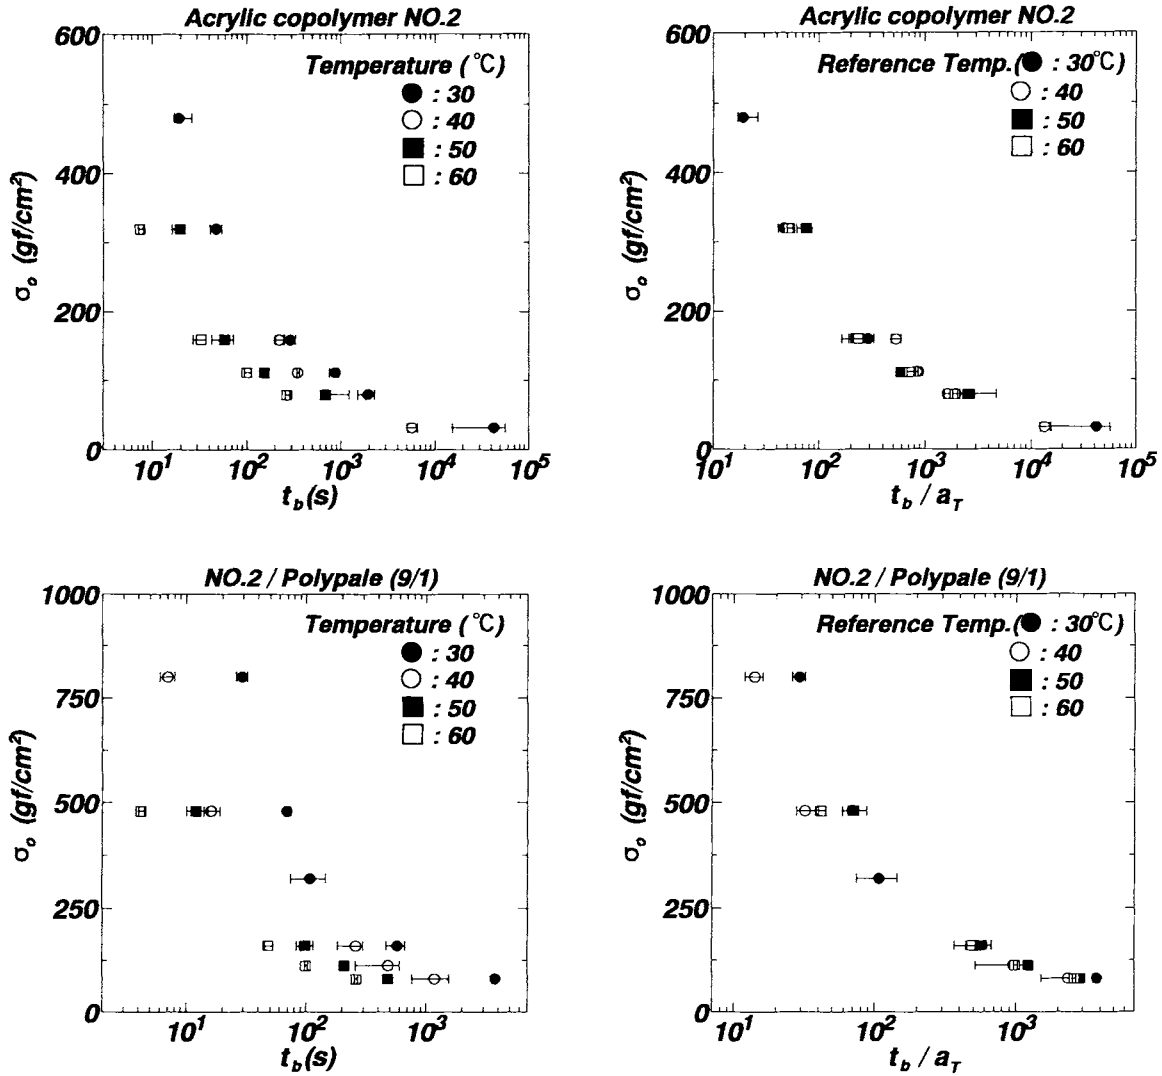 Acrylic copolymer NO.2
600
Temperature (℃)
● : 30
○ : 40
■ : 50
□ : 60
400
200
0
σo (gf/cm²)
10¹ 10² 10³ 10⁴ 10⁵
tb(s)
Acrylic copolymer NO.2
600
Reference Temp.(● : 30℃)
○ : 40
■ : 50
□ : 60
400
200
0
σo (gf/cm²)
10¹ 10² 10³ 10⁴ 10⁵
tb / aT
NO.2 / Polypale (9/1)
1000
Temperature (℃)
● : 30
○ : 40
■ : 50
□ : 60
750
500
250
0
σo (gf/cm²)
10¹ 10² 10³
tb(s)
NO.2 / Polypale (9/1)
1000
Reference Temp.(● : 30℃)
○ : 40
■ : 50
□ : 60
750
500
250
0
σo (gf/cm²)
10¹ 10² 10³
tb / aT